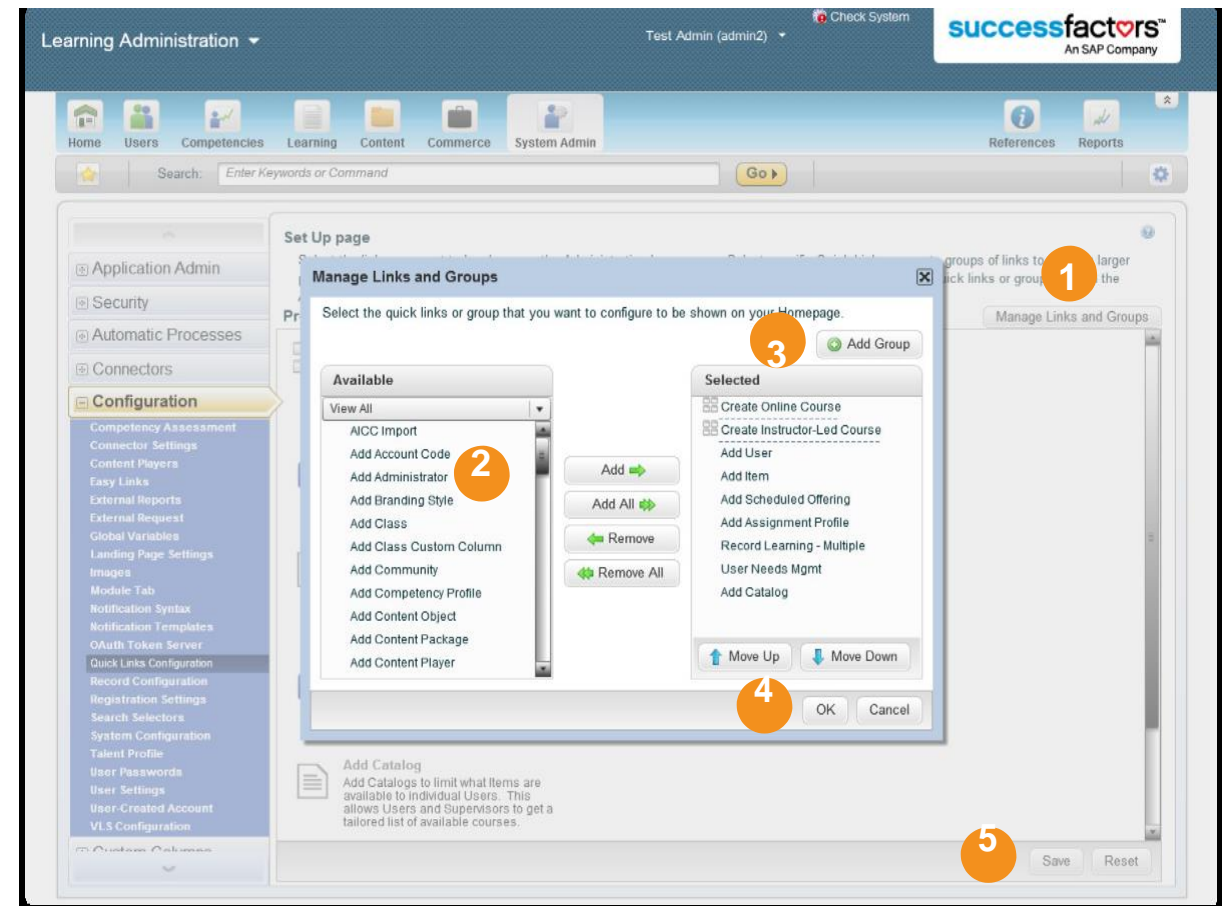 Check System
Learning Administration
Test Admin (admin2)
successfactors™
An SAP Company
Home
Users
Competencies
Learning
Content
Commerce
System Admin
References
Reports
Search:
Enter Keywords or Command
Go
Set Up page
groups of links to
larger
ick links or grou
the
1
Manage Links and Groups
Application Admin
Security
Automatic Processes
Connectors
Configuration
Competency Assessment
Connector Settings
Content Players
Easy Links
External Reports
External Request
Global Variables
Landing Page Settings
Images
Module Tab
Notification Syntax
Notification Templates
OAuth Token Server
Quick Links Configuration
Record Configuration
Registration Settings
Search Selectors
System Configuration
Talent Profile
User Passwords
User Settings
User-Created Account
VLS Configuration
Custom Columns
Pr
Manage Links and Groups
Select the quick links or group that you want to configure to be shown on your Homepage.
3
Add Group
Available
View All
AICC Import
Add Account Code
2
Add Administrator
Add Branding Style
Add Class
Add Class Custom Column
Add Community
Add Competency Profile
Add Content Object
Add Content Package
Add Content Player
Add
Add All
Remove
Remove All
Selected
Create Online Course
Create Instructor-Led Course
Add User
Add Item
Add Scheduled Offering
Add Assignment Profile
Record Learning - Multiple
User Needs Mgmt
Add Catalog
Move Up
Move Down
4
OK
Cancel
Add Catalog
Add Catalogs to limit what Items are
available to individual Users. This
allows Users and Supervisors to get a
tailored list of available courses.
5
Save
Reset